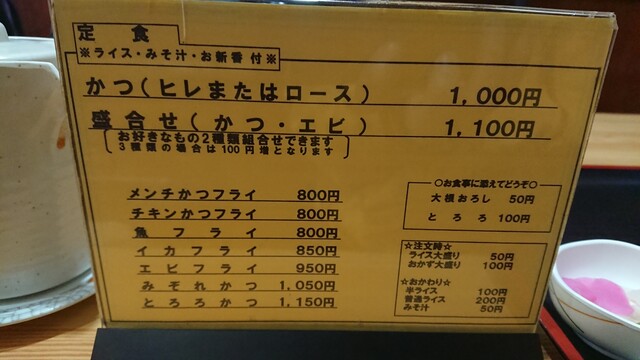 定食
※ライス・みそ汁・お新香 付※
かつ（ヒレまたはロース） 1,000円
盛合せ（かつ・エビ） 1,100円
お好きなもの2種類組合せできます
3種類の場合は100円増となります
メンチかつフライ 800円
チキンかつフライ 800円
魚フライ 800円
イカフライ 850円
エビフライ 950円
みぞれかつ 1,050円
とろろかつ 1,150円
○お食事に添えてどうぞ○
大根おろし 50円
とろろ 100円
☆注文時☆
ライス大盛り 50円
おかず大盛り 100円
☆おかわり☆
半ライス 100円
普通ライス 200円
みそ汁 50円